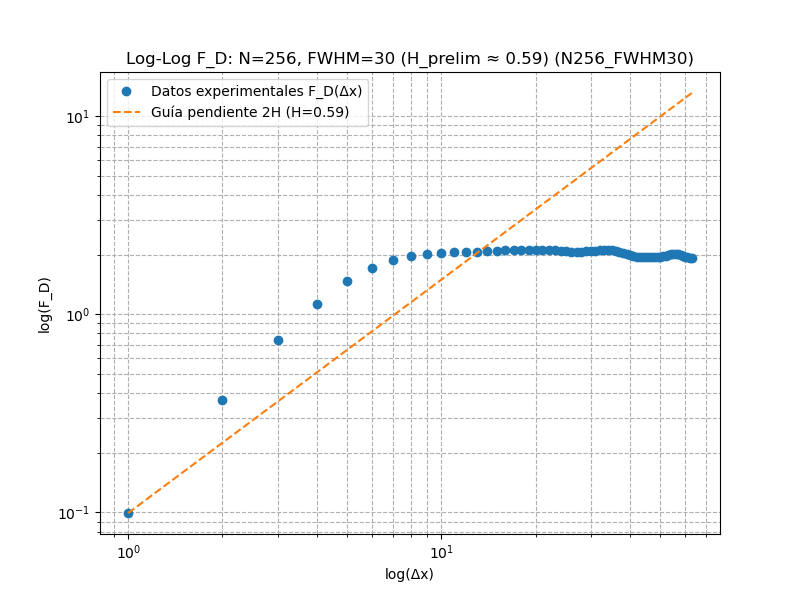 Log-Log F_D: N=256, FWHM=30 (H_prelim ≈ 0.59) (N256_FWHM30)
Datos experimentales F_D(Δx)
Guía pendiente 2H (H=0.59)
log(F_D)
10¹
10⁰
10⁻¹
10⁰
10¹
log(Δx)